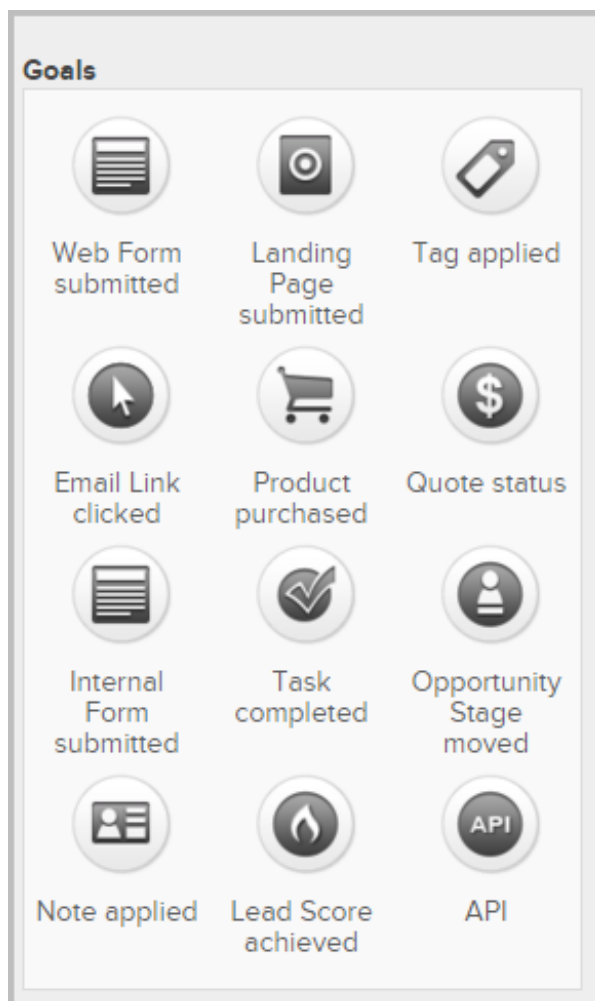 Goals
Web Form
submitted
Landing
Page
submitted
Tag applied
Email Link
clicked
$
Product
purchased
Quote status
Internal
Form
submitted
Task
completed
Opportunity
Stage
moved
API
Note applied
Lead Score
achieved
API